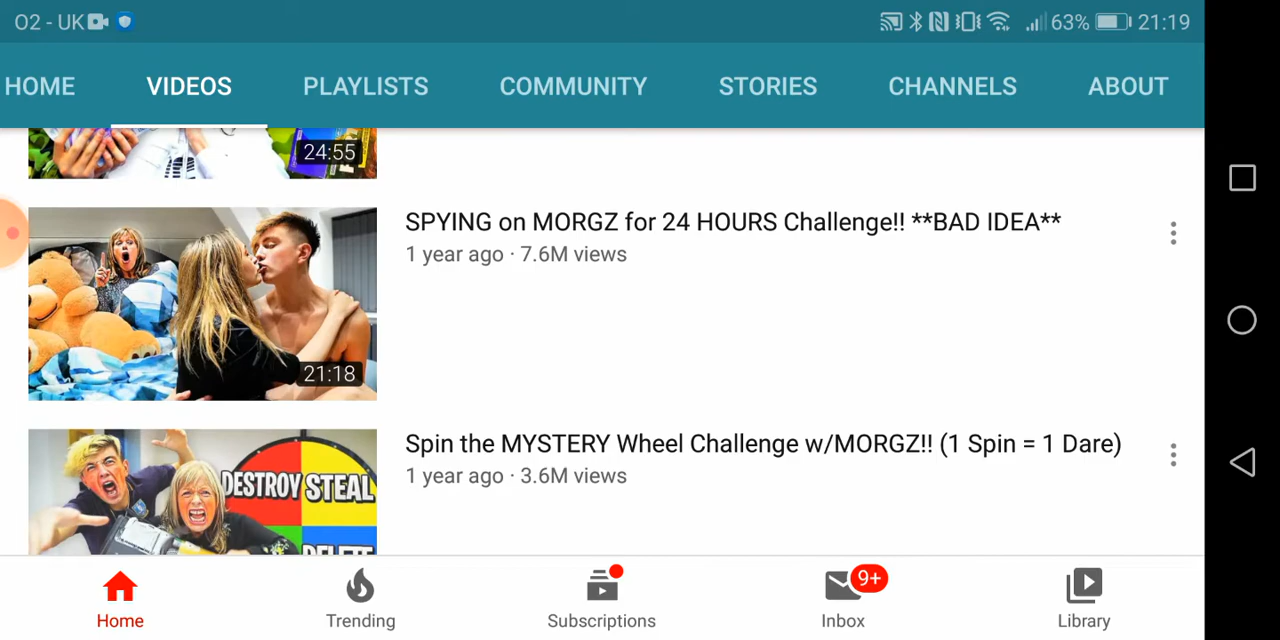 O2 - UK 63% 21:19
HOME VIDEOS PLAYLISTS COMMUNITY STORIES CHANNELS ABOUT
24:55
SPYING on MORGZ for 24 HOURS Challenge!! **BAD IDEA**
1 year ago · 7.6M views
21:18
Spin the MYSTERY Wheel Challenge w/MORGZ!! (1 Spin = 1 Dare)
1 year ago · 3.6M views
DESTROY STEAL
DELETE
9+
Home Trending Subscriptions Inbox Library